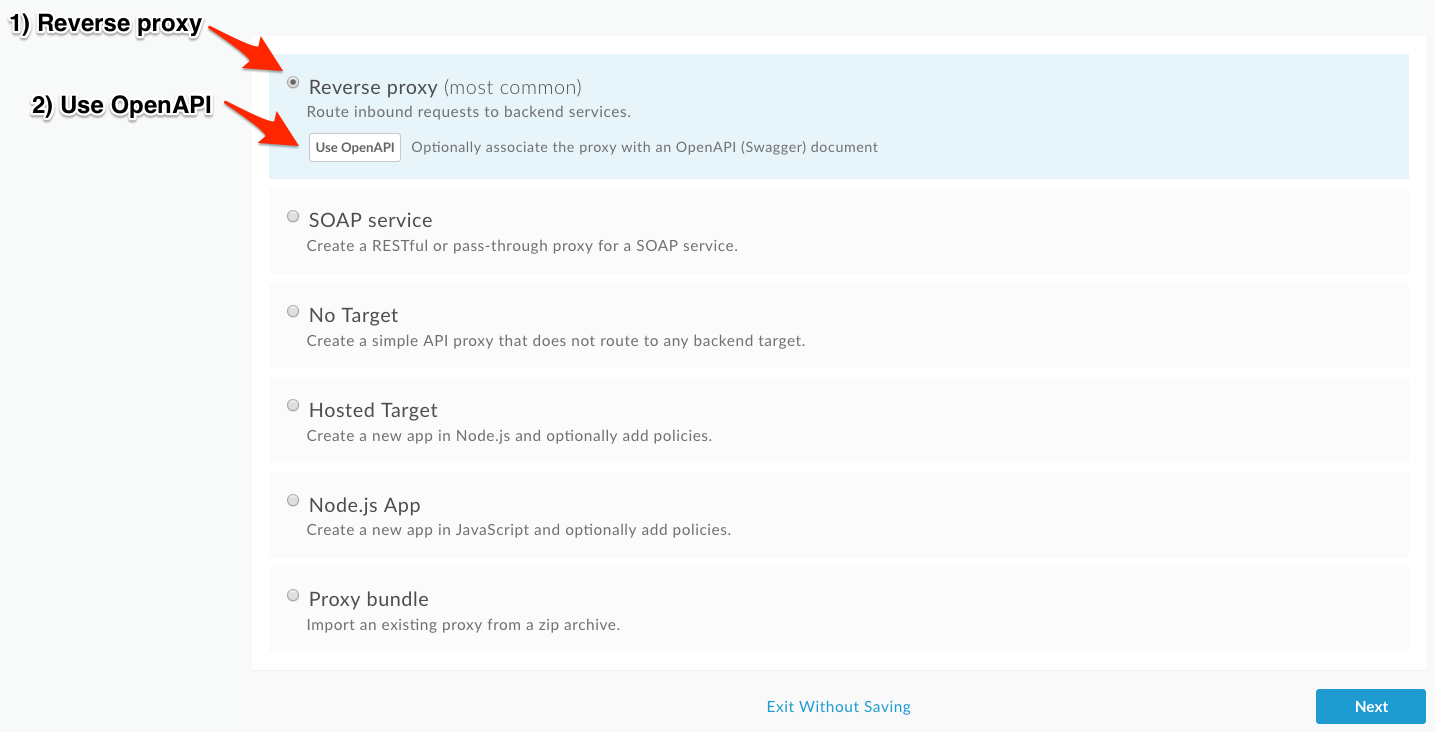 1) Reverse proxy
Reverse proxy (most common)
Route inbound requests to backend services.
2) Use OpenAPI
Use OpenAPI Optionally associate the proxy with an OpenAPI (Swagger) document
SOAP service
Create a RESTful or pass-through proxy for a SOAP service.
No Target
Create a simple API proxy that does not route to any backend target.
Hosted Target
Create a new app in Node.js and optionally add policies.
Node.js App
Create a new app in JavaScript and optionally add policies.
Proxy bundle
Import an existing proxy from a zip archive.
Exit Without Saving
Next